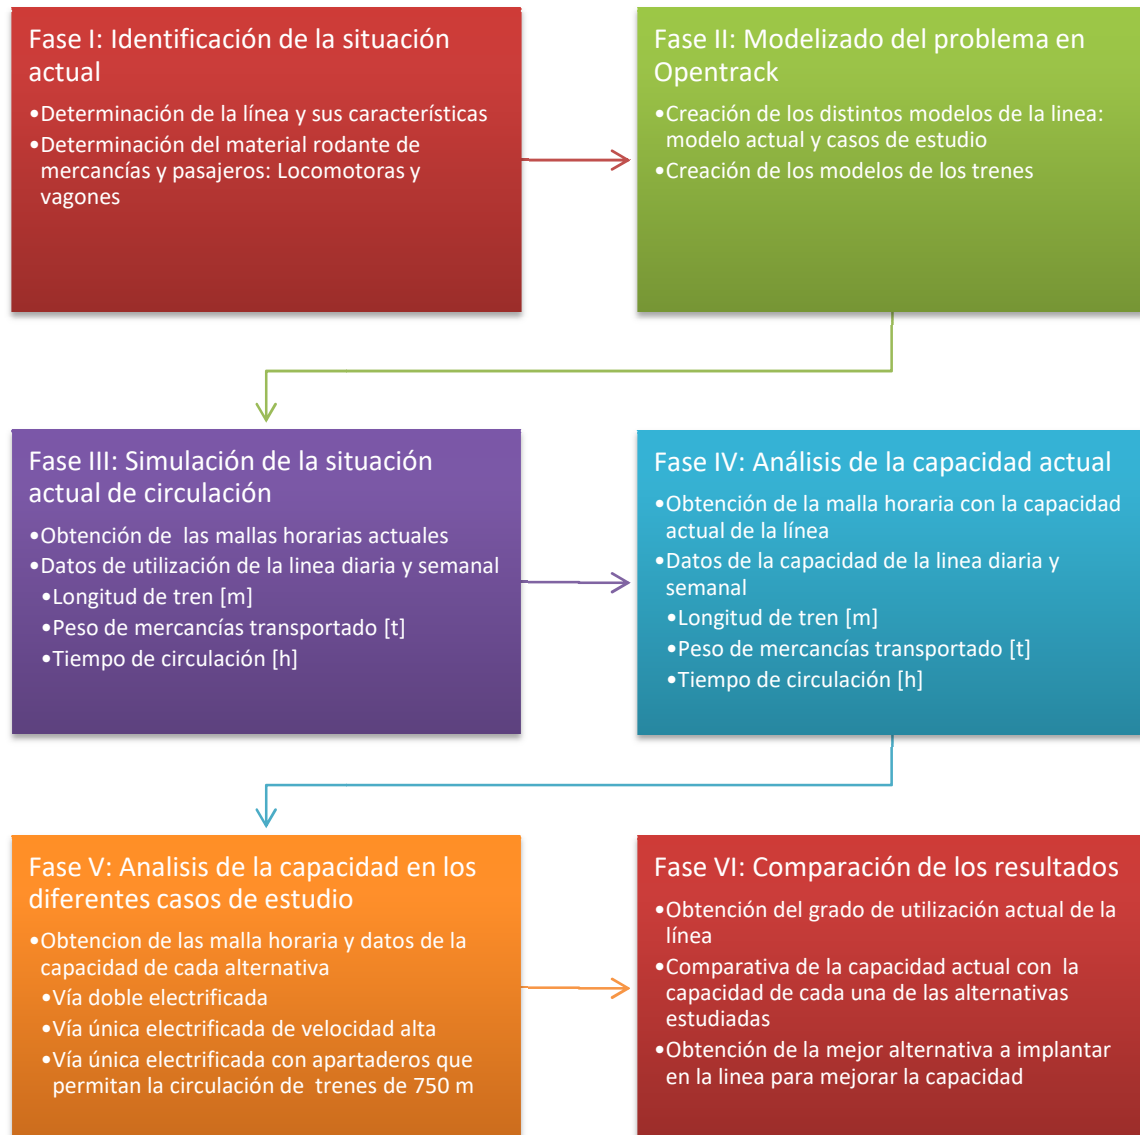 Fase I: Identificación de la situación
actual
•Determinación de la línea y sus características
•Determinación del material rodante de
mercancías y pasajeros: Locomotoras y
vagones
Fase II: Modelizado del problema en
Opentrack
•Creación de los distintos modelos de la linea:
modelo actual y casos de estudio
•Creación de los modelos de los trenes
Fase III: Simulación de la situación
actual de circulación
•Obtención de las mallas horarias actuales
•Datos de utilización de la linea diaria y semanal
•Longitud de tren [m]
•Peso de mercancías transportado [t]
•Tiempo de circulación [h]
Fase IV: Análisis de la capacidad actual
•Obtención de la malla horaria con la capacidad
actual de la línea
•Datos de la capacidad de la linea diaria y
semanal
•Longitud de tren [m]
•Peso de mercancías transportado [t]
•Tiempo de circulación [h]
Fase V: Analisis de la capacidad en los
diferentes casos de estudio
•Obtencion de las malla horaria y datos de la
capacidad de cada alternativa
•Vía doble electrificada
•Vía única electrificada de velocidad alta
•Vía única electrificada con apartaderos que
permitan la circulación de trenes de 750 m
Fase VI: Comparación de los resultados
•Obtención del grado de utilización actual de la
línea
•Comparativa de la capacidad actual con la
capacidad de cada una de las alternativas
estudiadas
•Obtención de la mejor alternativa a implantar
en la linea para mejorar la capacidad